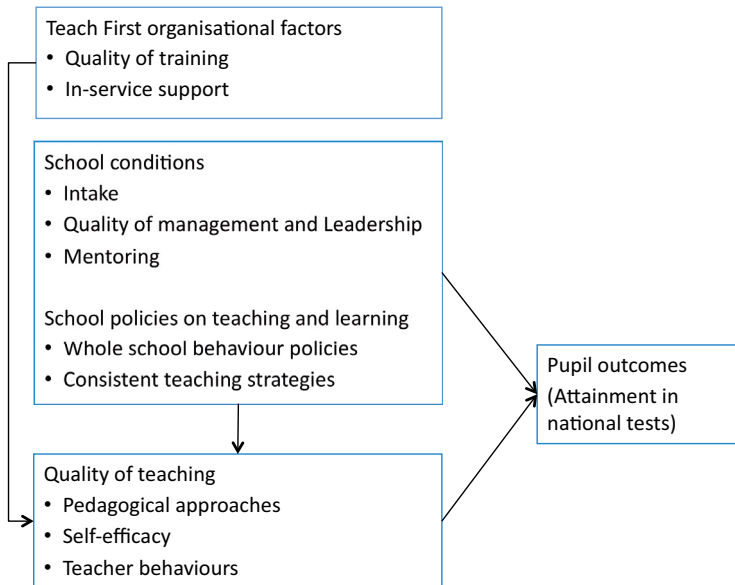 Teach First organisational factors
• Quality of training
• In-service support
School conditions
• Intake
• Quality of management and Leadership
• Mentoring
School policies on teaching and learning
• Whole school behaviour policies
• Consistent teaching strategies
Pupil outcomes
(Attainment in
national tests)
Quality of teaching
• Pedagogical approaches
• Self-efficacy
• Teacher behaviours